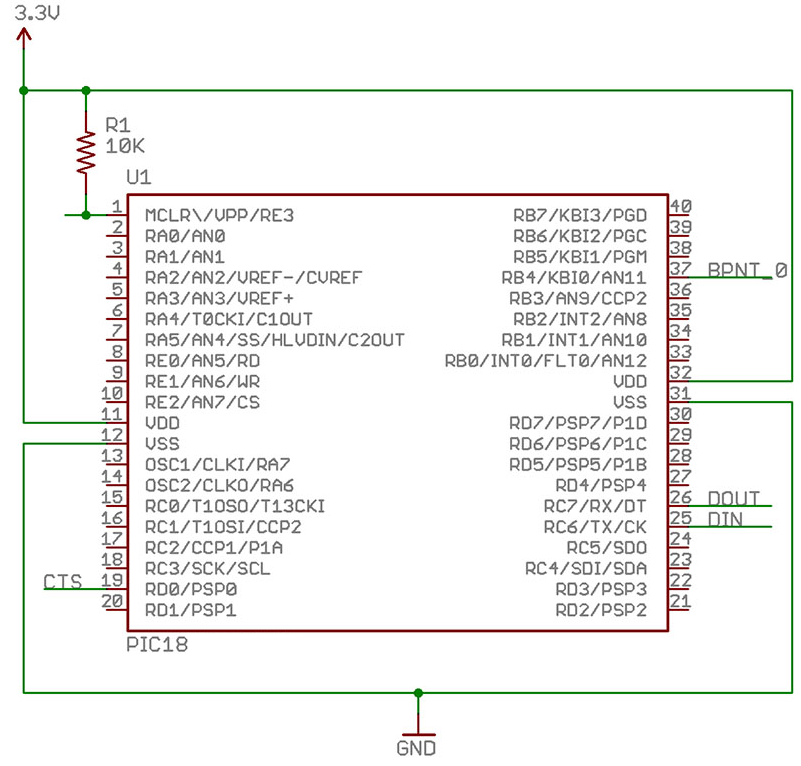 3.3V
R1
10K
U1
1 MCLR\/VPP/RE3 RB7/KBI3/PGD 40
2 RA0/AN0 RB6/KBI2/PGC 39
3 RA1/AN1 RB5/KBI1/PGM 38
4 RA2/AN2/VREF-/CVREF RB4/KBI0/AN11 37 BPNT_0
5 RA3/AN3/VREF+ RB3/AN9/CCP2 36
6 RA4/T0CKI/C1OUT RB2/INT2/AN8 35
7 RA5/AN4/SS/HLVDIN/C2OUT RB1/INT1/AN10 34
8 RE0/AN5/RD RB0/INT0/FLT0/AN12 33
9 RE1/AN6/WR VDD 32
10 RE2/AN7/CS VSS 31
11 VDD RD7/PSP7/P1D 30
12 VSS RD6/PSP6/P1C 29
13 OSC1/CLKI/RA7 RD5/PSP5/P1B 28
14 OSC2/CLKO/RA6 RD4/PSP4 27
15 RC0/T1OSO/T13CKI RC7/RX/DT 26 DOUT
16 RC1/T1OSI/CCP2 RC6/TX/CK 25 DIN
17 RC2/CCP1/P1A RC5/SDO 24
18 RC3/SCK/SCL RC4/SDI/SDA 23
CTS 19 RD0/PSP0 RD3/PSP3 22
20 RD1/PSP1 RD2/PSP2 21
PIC18
GND